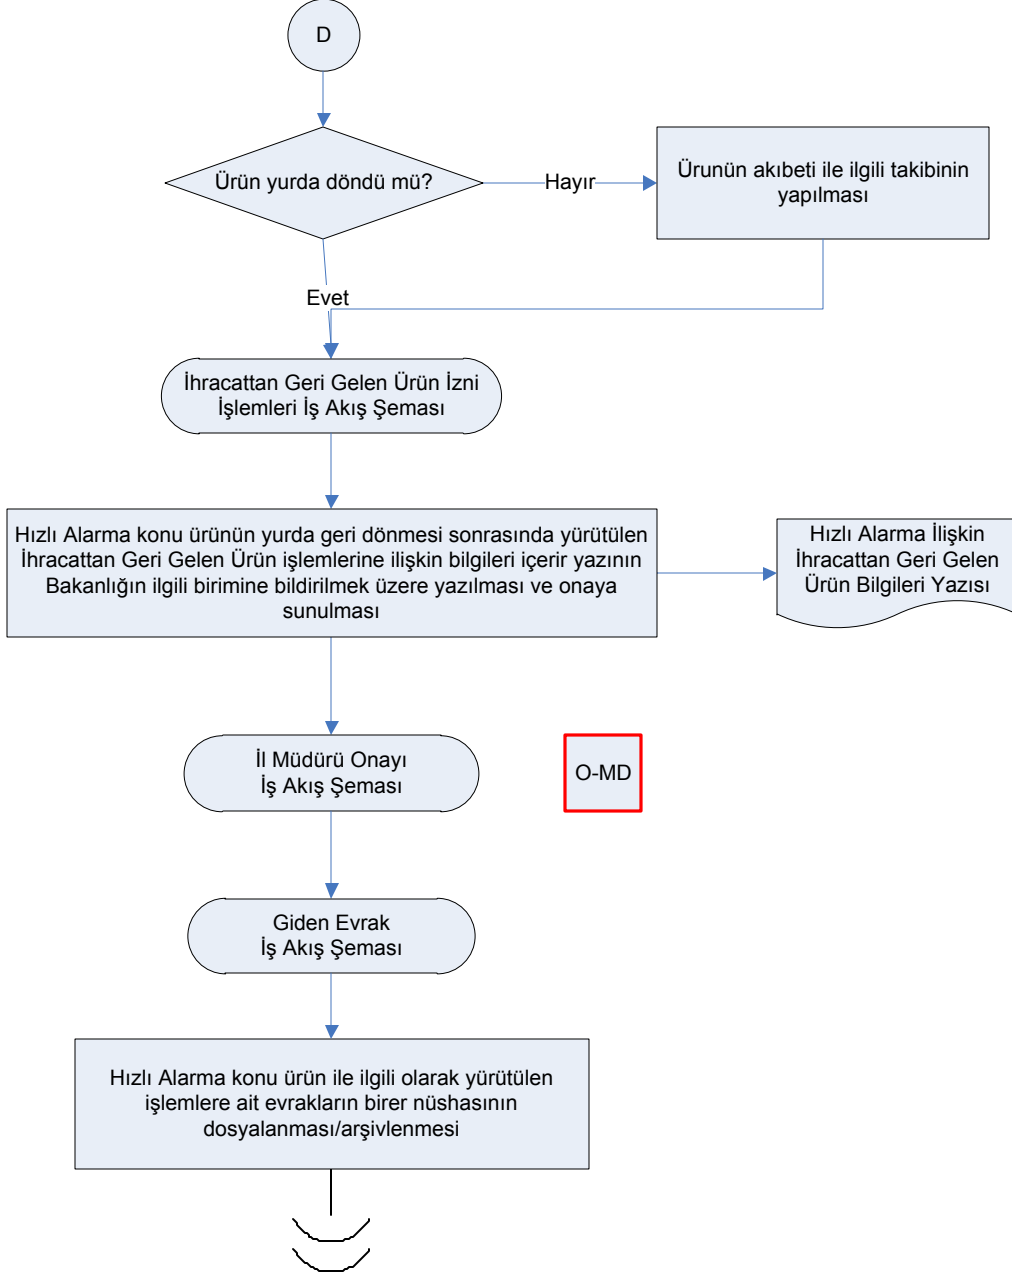 D
Ürün yurda döndü mü?
Hayır
Ürunün akıbeti ile ilgili takibinin
yapılması
Evet
İhracattan Geri Gelen Ürün İzni
İşlemleri İş Akış Şeması
Hızlı Alarma konu ürünün yurda geri dönmesi sonrasında yürütülen
İhracattan Geri Gelen Ürün işlemlerine ilişkin bilgileri içerir yazının
Bakanlığın ilgili birimine bildirilmek üzere yazılması ve onaya
sunulması
Hızlı Alarma İlişkin
İhracattan Geri Gelen
Ürün Bilgileri Yazısı
İl Müdürü Onayı
İş Akış Şeması
O-MD
Giden Evrak
İş Akış Şeması
Hızlı Alarma konu ürün ile ilgili olarak yürütülen
işlemlere ait evrakların birer nüshasının
dosyalanması/arşivlenmesi